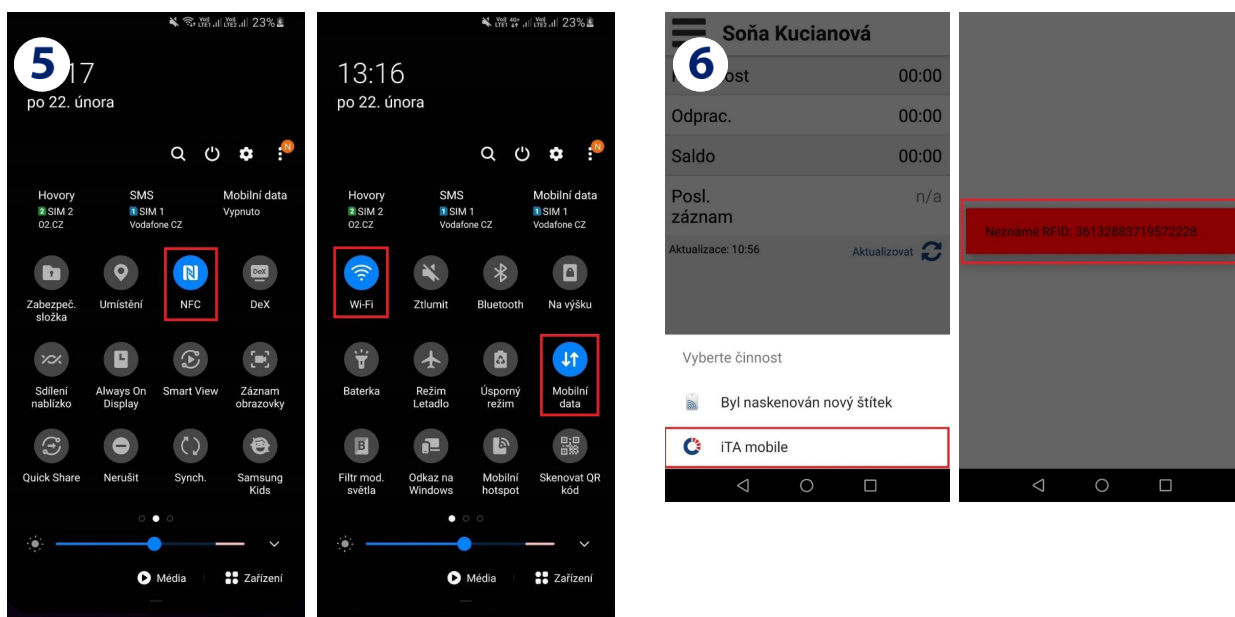 5
17
po 22. února
23%
Hovory
SMS
Mobilní data
2 SIM 2
1 SIM 1
Vypnuto
O2.CZ
Vodafone CZ
Zabezpeč.
složka
Umístění
NFC
DeX
DeX
Sdílení
nablízko
Always On
Display
Smart View
Záznam
obrazovky
Quick Share
Nerušit
Synch.
Samsung
Kids
Média
Zařízení
23%
13:16
po 22. února
N
Hovory
SMS
Mobilní data
2 SIM 2
1 SIM 1
1 SIM 1
O2.CZ
Vodafone CZ
Vodafone CZ
Wi-Fi
Ztlumit
Bluetooth
Na výšku
Baterka
Režim
Letadlo
Úsporný
režim
Mobilní
data
B
Filtr mod.
světla
Odkaz na
Windows
Mobilní
hotspot
Skenovat QR
kód
Média
Zařízení
6
Soňa Kucianová
ost 00:00
Odprac. 00:00
Saldo 00:00
Posl.
záznam
n/a
Aktualizace: 10:56
Aktualizovat
Vyberte činnost
Byl naskenován nový štítek
iTA mobile
Neznámé RFID: 36132883719572228